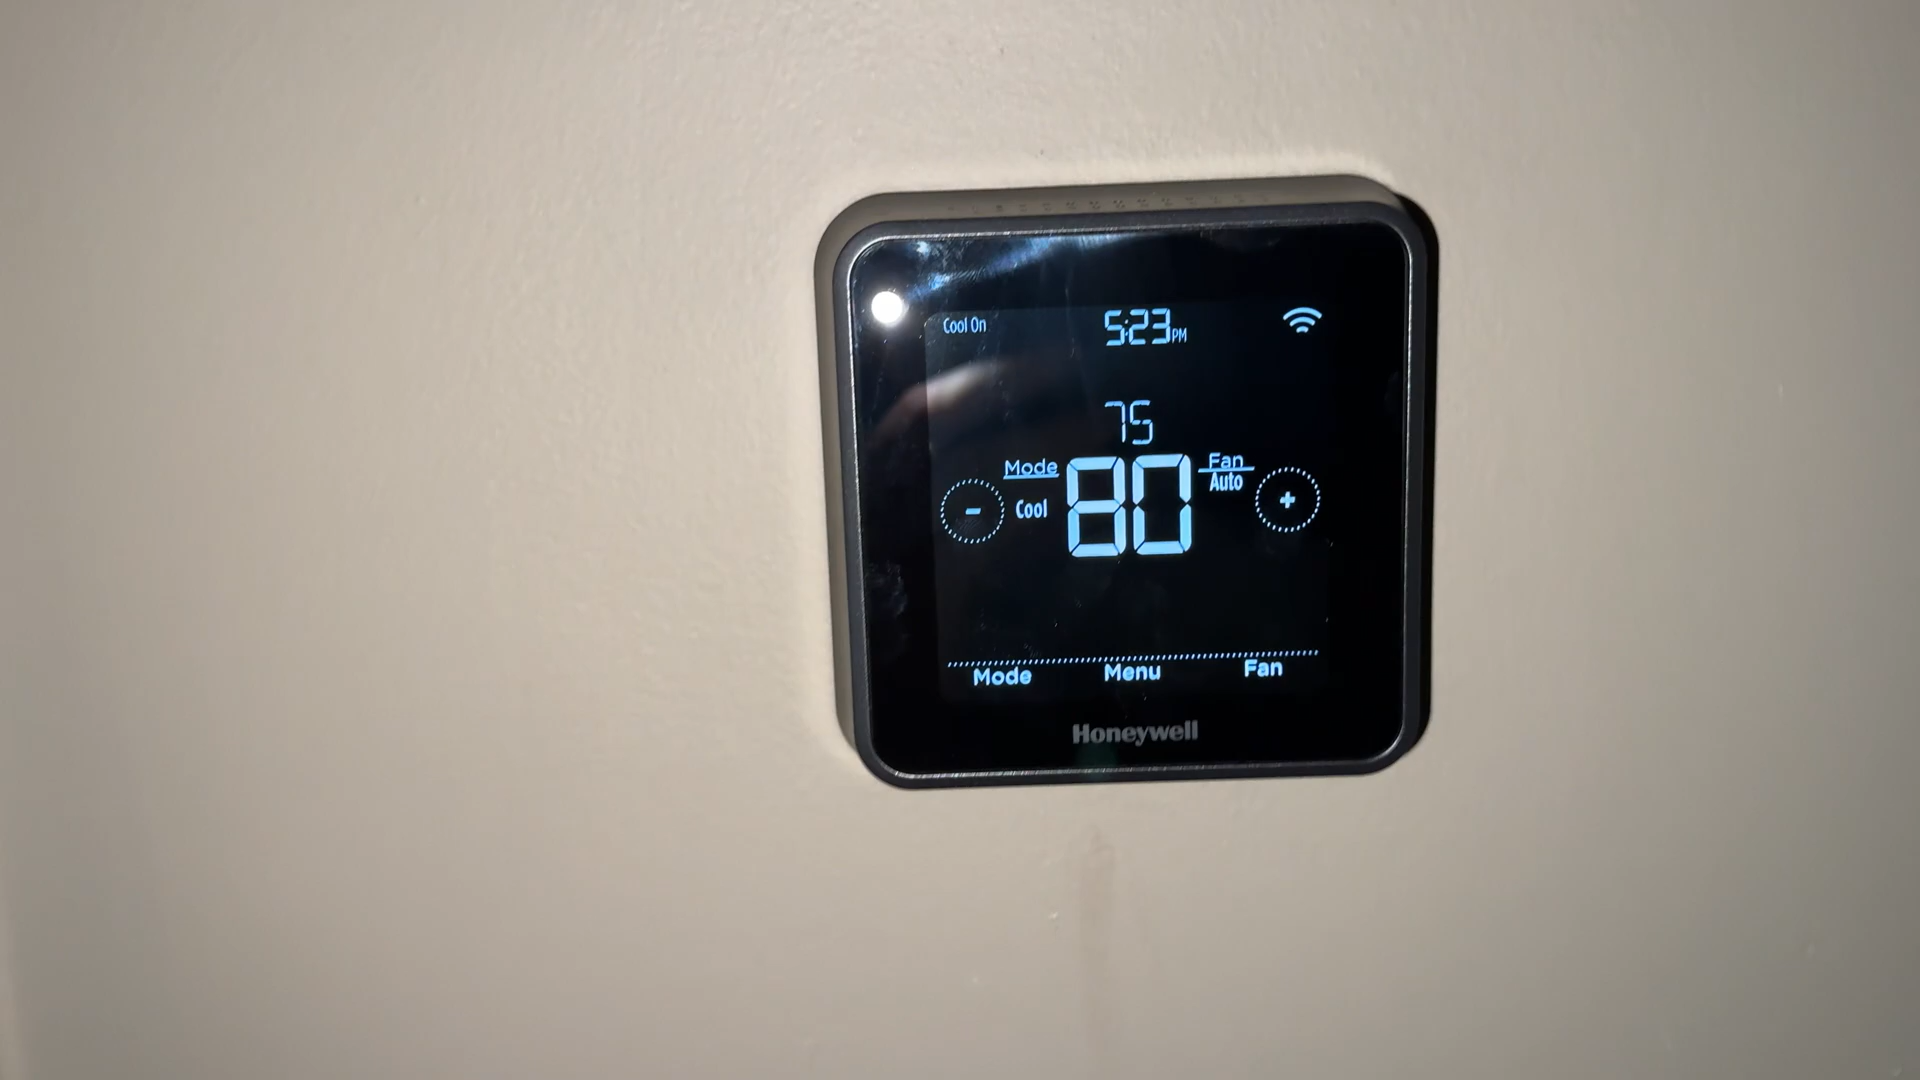 Cool On 5:23 PM
75
Mode Fan
- Cool 80 Auto +
Mode Menu Fan
Honeywell